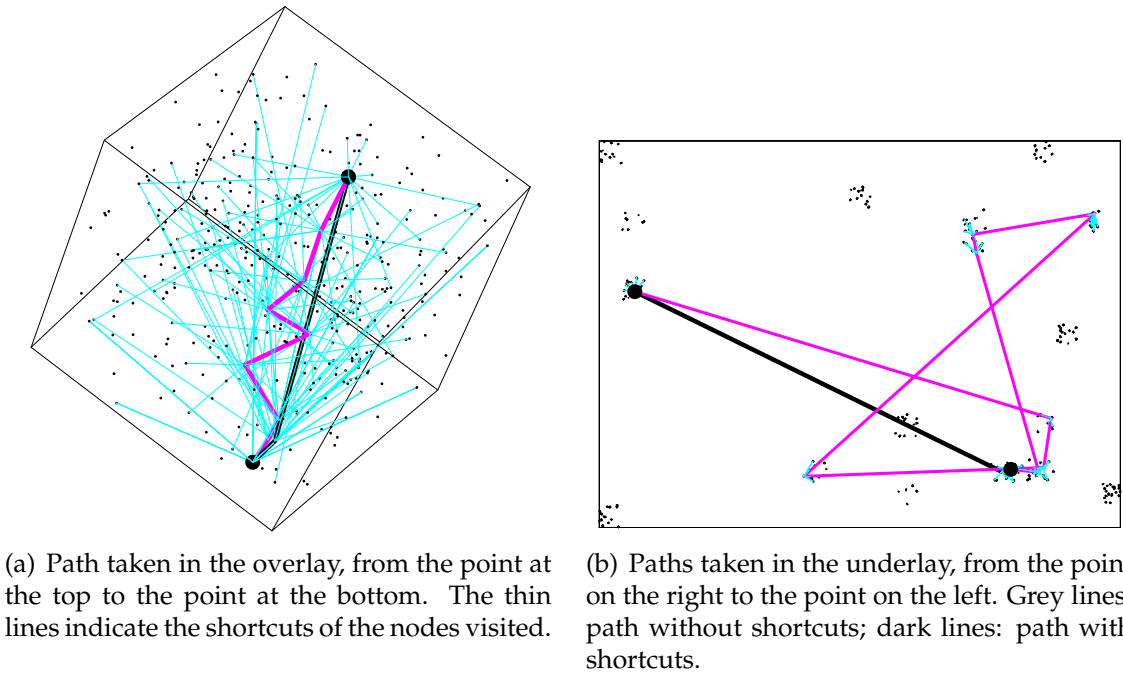 (a) Path taken in the overlay, from the point at
the top to the point at the bottom. The thin
lines indicate the shortcuts of the nodes visited.
(b) Paths taken in the underlay, from the poin
on the right to the point on the left. Grey lines
path without shortcuts; dark lines: path with
shortcuts.